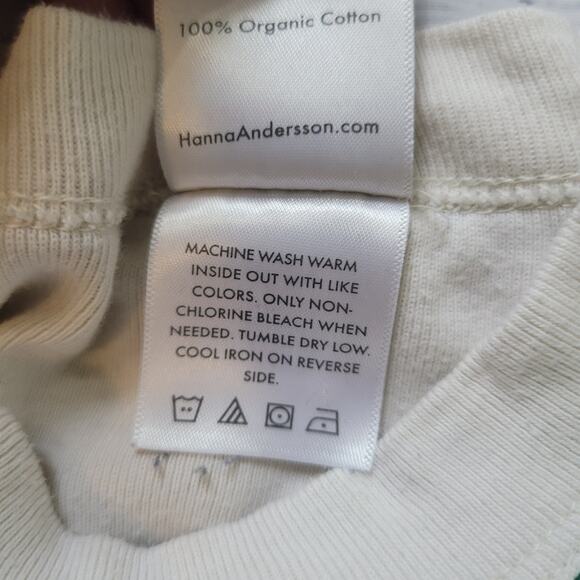 100% Organic Cotton
HannaAndersson.com
MACHINE WASH WARM
INSIDE OUT WITH LIKE
COLORS. ONLY NON-
CHLORINE BLEACH WHEN
NEEDED. TUMBLE DRY LOW.
COOL IRON ON REVERSE
SIDE.